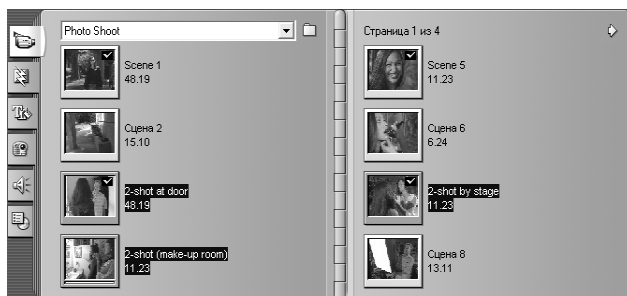 Photo Shoot
Scene 1
48.19
Сцена 2
15.10
2-shot at door
48.19
2-shot (make-up room)
11.23
Страница 1 из 4
Scene 5
11.23
Сцена 6
6.24
2-shot by stage
11.23
Сцена 8
13.11